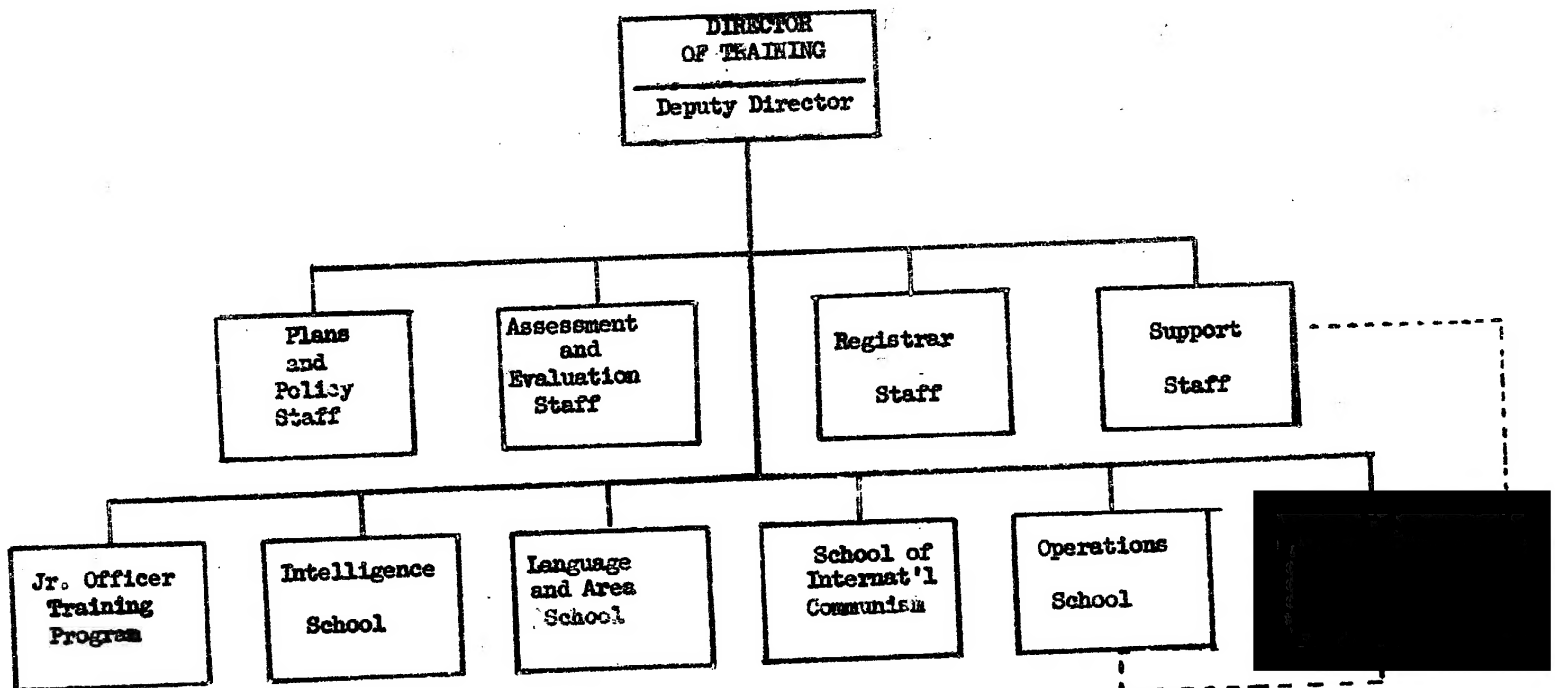 DIRECTOR
OF TRAINING
Deputy Director
Plans
and
Policy
Staff
Assessment
and
Evaluation
Staff
Registrar
Staff
Support
Staff
Jr. Officer
Training
Program
Intelligence
School
Language
and Area
School
School of
Internat'l
Communism
Operations
School